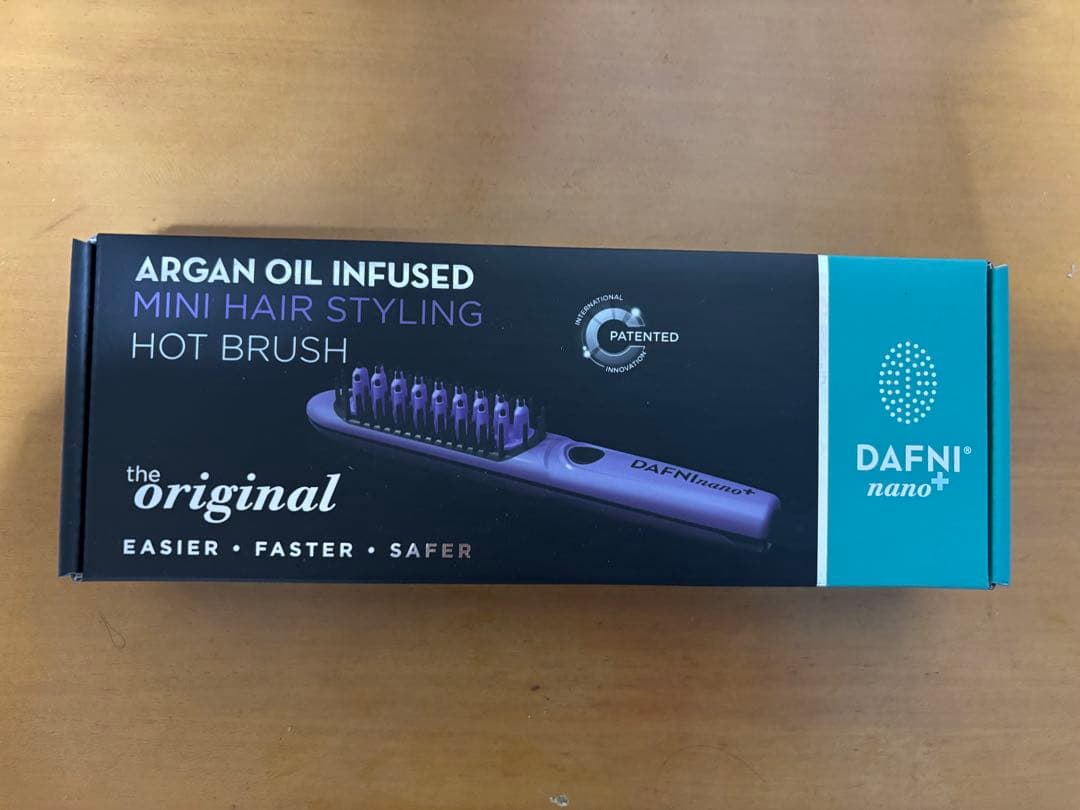 ARGAN OIL INFUSED
MINI HAIR STYLING
HOT BRUSH
INTERNATIONAL
PATENTED
INNOVATION
DAFNInano+
the original
EASIER • FASTER • SAFER
DAFNI®
nano+